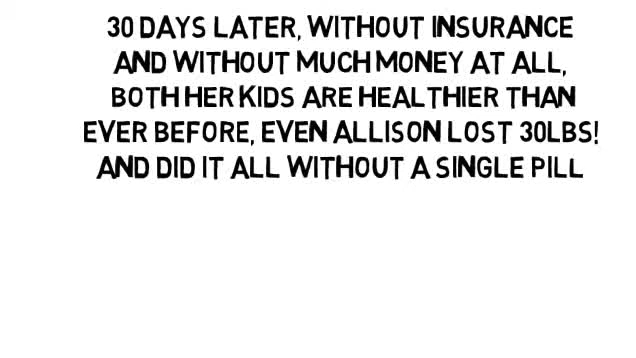 30 DAYS LATER, WITHOUT INSURANCE
AND WITHOUT MUCH MONEY AT ALL,
BOTH HER KIDS ARE HEALTHIER THAN
EVER BEFORE, EVEN ALLISON LOST 30LBS!
AND DID IT ALL WITHOUT A SINGLE PILL